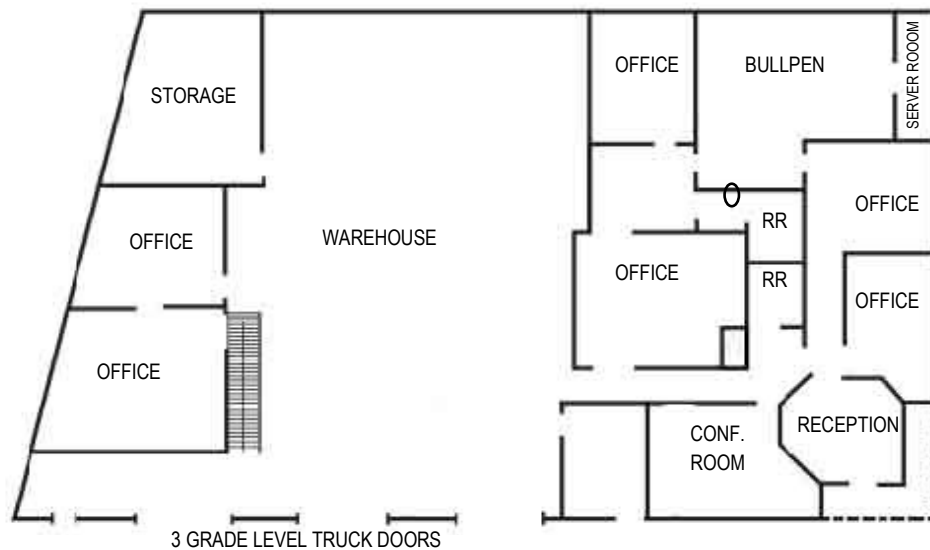 STORAGE
OFFICE
BULLPEN
SERVER ROOOM
OFFICE
WAREHOUSE
RR
OFFICE
OFFICE
RR
OFFICE
OFFICE
CONF.
ROOM
RECEPTION
3 GRADE LEVEL TRUCK DOORS